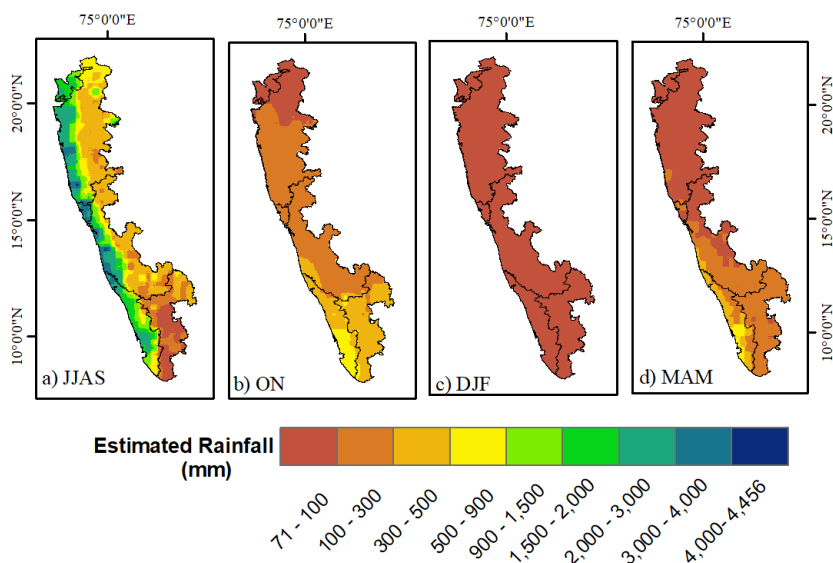 75°0'0"E 75°0'0"E 75°0'0"E 75°0'0"E
20°0'0"N 20°0'0"N
15°0'0"N 15°0'0"N
10°0'0"N 10°0'0"N
a) JJAS b) ON c) DJF d) MAM
Estimated Rainfall
(mm)
71 - 100
100 - 300
300 - 500
500 - 900
900 - 1,500
1,500 - 2,000
2,000 - 3,000
3,000 - 4,000
4,000-4,456